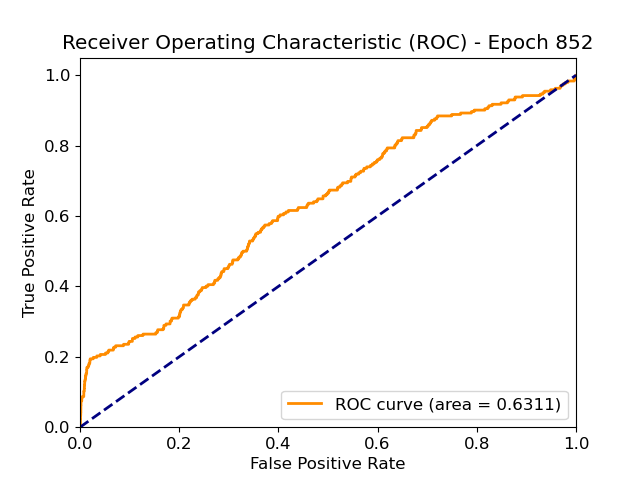 Receiver Operating Characteristic (ROC) - Epoch 852
1.0
0.8
0.6
0.4
0.2
0.0
True Positive Rate
ROC curve (area = 0.6311)
0.0 0.2 0.4 0.6 0.8 1.0
False Positive Rate